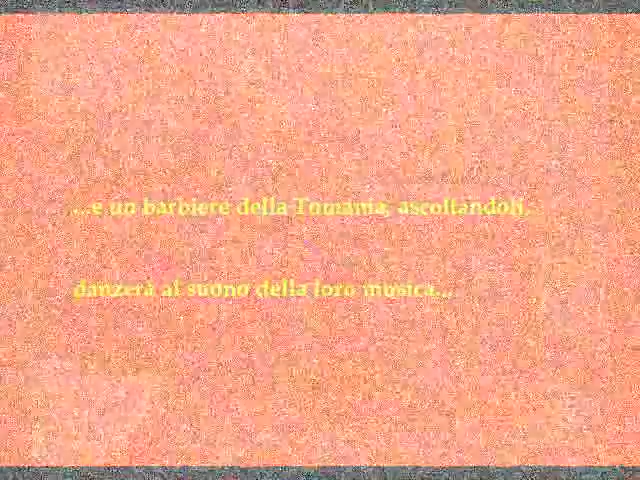 ...e un barbiere della Tomania, ascoltandoli,
danzerà al suono della loro musica...